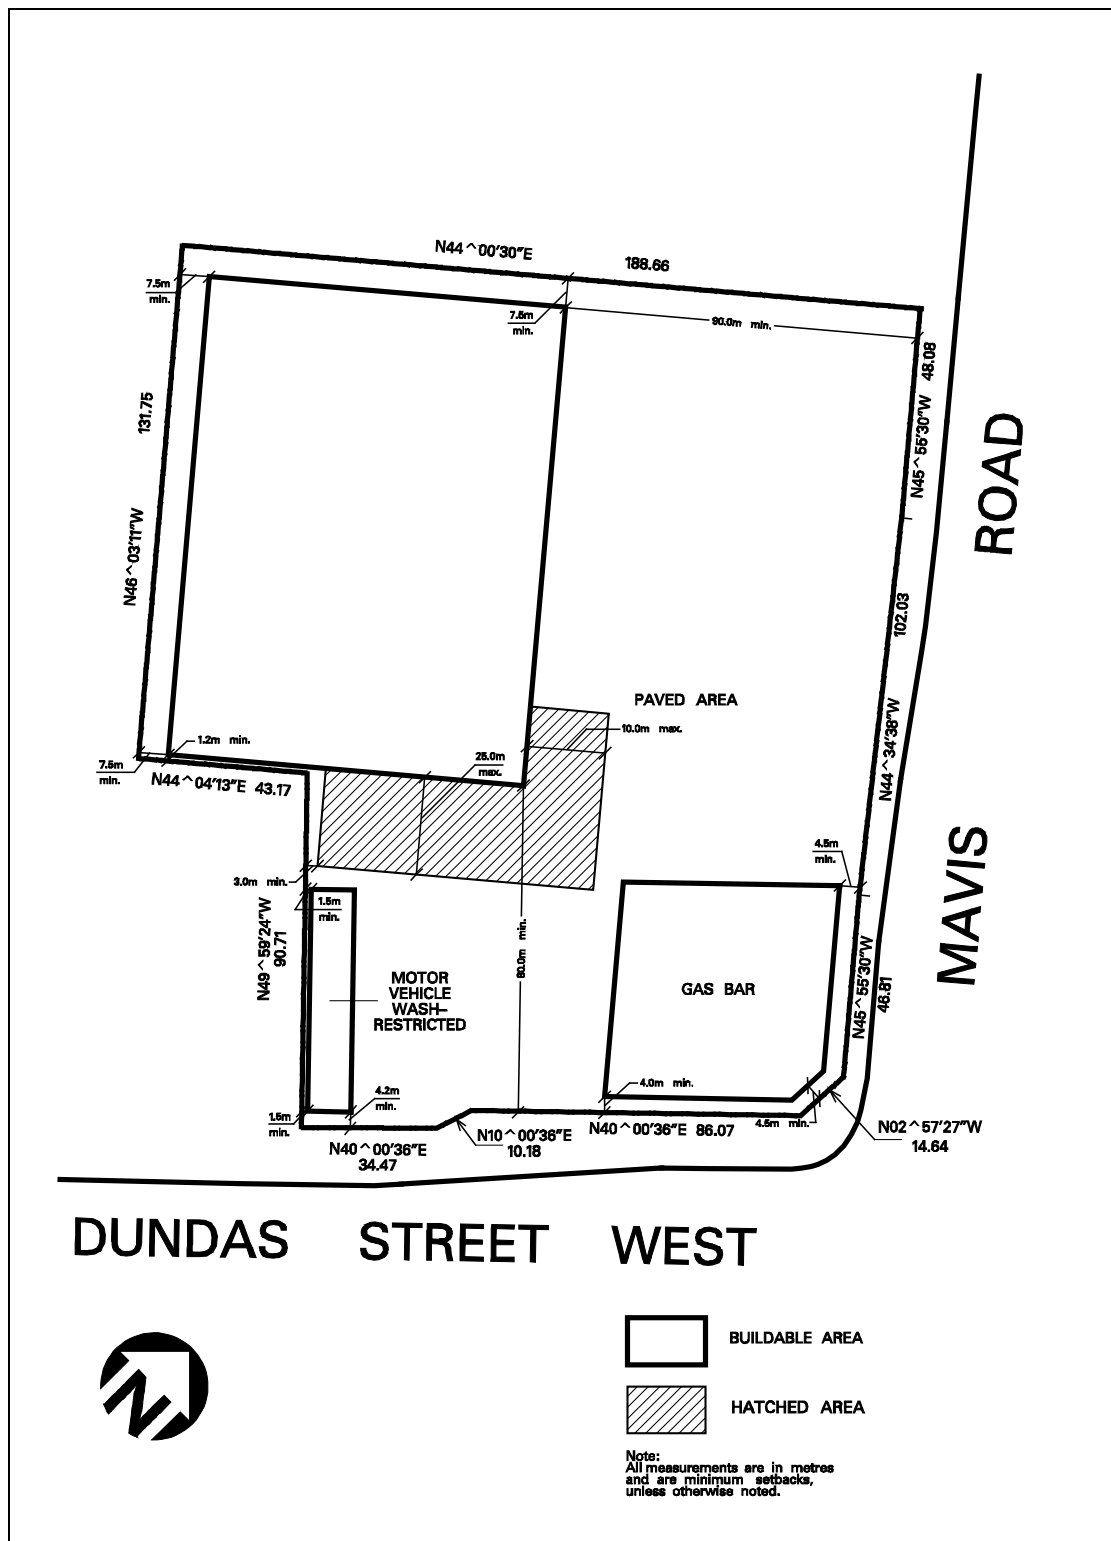 N44^00'30"E
188.66
7.5m
min.
7.5m
min.
90.0m min.
48.08
N45^55'30"W
131.75
N46^03'11"W
ROAD
102.03
N44^34'38"W
PAVED AREA
10.0m max.
1.2m min.
25.0m
max.
7.5m
min.
N44^04'13"E 43.17
MAVIS
4.5m
min.
3.0m min.
1.5m
min.
N49^59'24"W
90.71
80.0m min.
MOTOR
VEHICLE
WASH-
RESTRICTED
GAS BAR
N45^55'30"W
46.81
4.0m min.
4.2m
min.
1.5m
min.
4.5m min.
N40^00'36"E
34.47
N10^00'36"E
10.18
N40^00'36"E 86.07
N02^57'27"W
14.64
DUNDAS STREET WEST
BUILDABLE AREA
N
HATCHED AREA
Note:
All measurements are in metres
and are minimum setbacks,
unless otherwise noted.